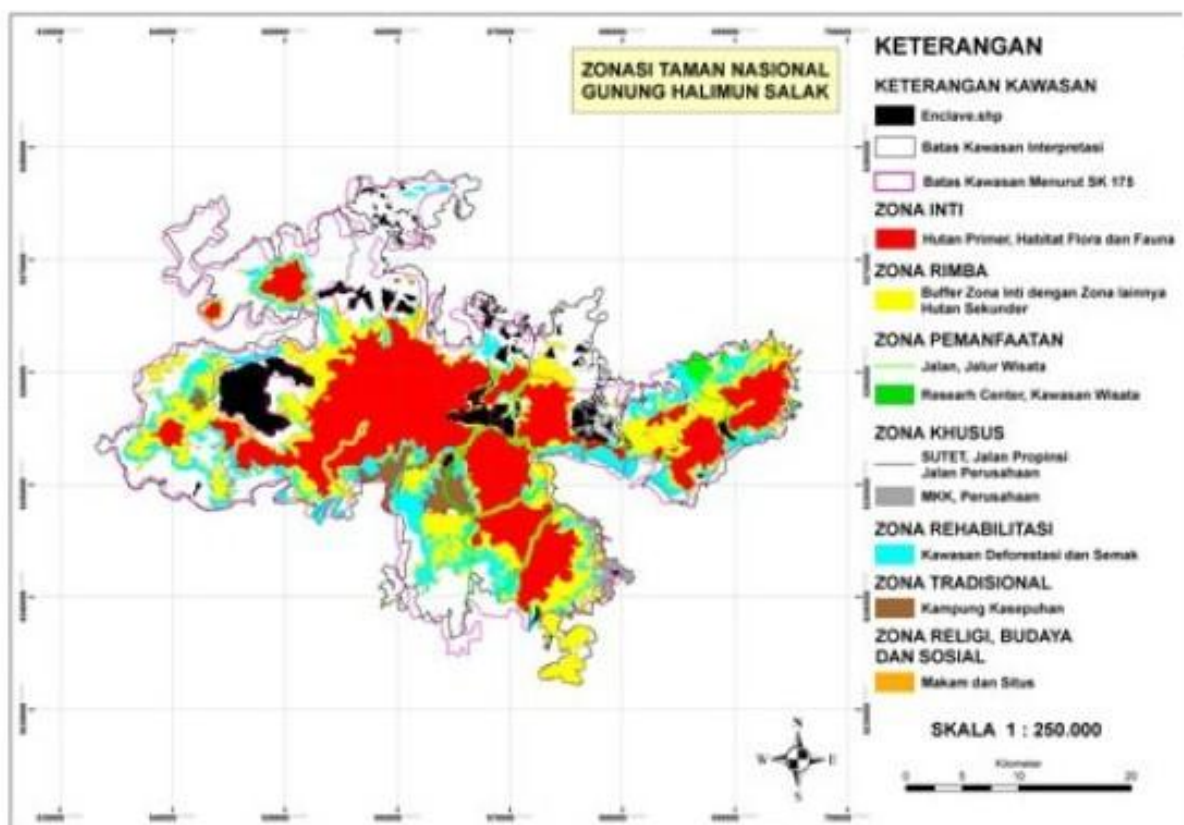 ZONASI TAMAN NASIONAL
GUNUNG HALIMUN SALAK
KETERANGAN
KETERANGAN KAWASAN
Enclave.shp
Batas Kawasan Interpretasi
Batas Kawasan Menurut SK 175
ZONA INTI
Hutan Primer, Habitat Flora dan Fauna
ZONA RIMBA
Buffer Zona Inti dengan Zona lainnya
Hutan Sekunder
ZONA PEMANFAATAN
Jalan, Jalur Wisata
Researh Center, Kawasan Wisata
ZONA KHUSUS
SUTET, Jalan Propinsi
Jalan Perusahaan
MKK, Perusahaan
ZONA REHABILITASI
Kawasan Deforestasi dan Semak
ZONA TRADISIONAL
Kampung Kasepuhan
ZONA RELIGI, BUDAYA
DAN SOSIAL
Makam dan Situs
SKALA 1 : 250.000
Kilometer
0 5 10 20
N
W E
S